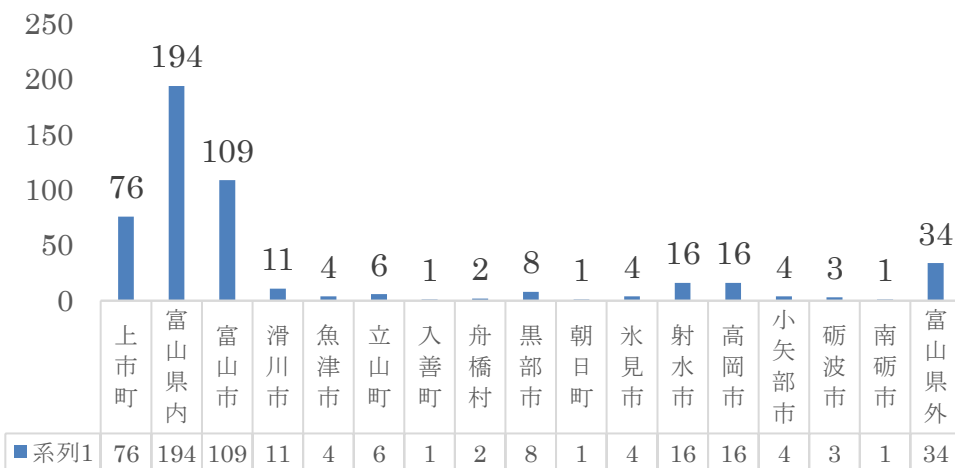 250
200
150
100
50
0
76
194
109
11
4
6
1
2
8
1
4
16
16
4
3
1
34
上市町
富山県内
富山市
滑川市
魚津市
立山町
入善町
舟橋村
黒部市
朝日町
氷見市
射水市
高岡市
小矢部市
砺波市
南砺市
富山県外
系列1 76 194 109 11 4 6 1 2 8 1 4 16 16 4 3 1 34